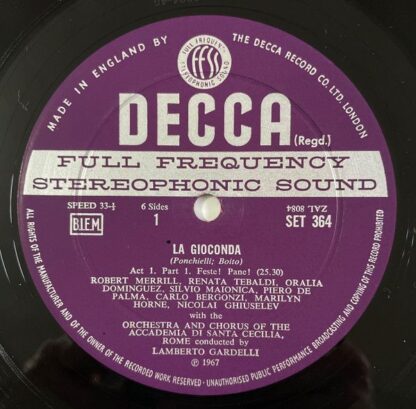 MADE IN ENGLAND BY
THE DECCA RECORD CO. LTD. LONDON
FULL FREQUENCY
ffss
STEREOPHONIC SOUND
DECCA
(Regd.)
FULL FREQUENCY
STEREOPHONIC SOUND
SPEED 33⅓
6 Sides
ZAL 8084
BIEM
1
SET 364
LA GIOCONDA
(Ponchielli; Boito)
Act 1. Part 1. Feste! Pane! (25.30)
ROBERT MERRILL, RENATA TEBALDI, ORALIA
DOMINGUEZ, SILVIO MAIONICA, PIERO DE
PALMA, CARLO BERGONZI, MARILYN
HORNE, NICOLAI GHIUSELEV
with the
ORCHESTRA AND CHORUS OF THE
ACCADEMIA DI SANTA CECILIA,
ROME conducted by
LAMBERTO GARDELLI
℗ 1967
ALL RIGHTS OF THE MANUFACTURER AND OF THE OWNER OF THE RECORDED WORK RESERVED · UNAUTHORISED PUBLIC PERFORMANCE BROADCASTING AND COPYING OF THIS RECORD PROHIBITED